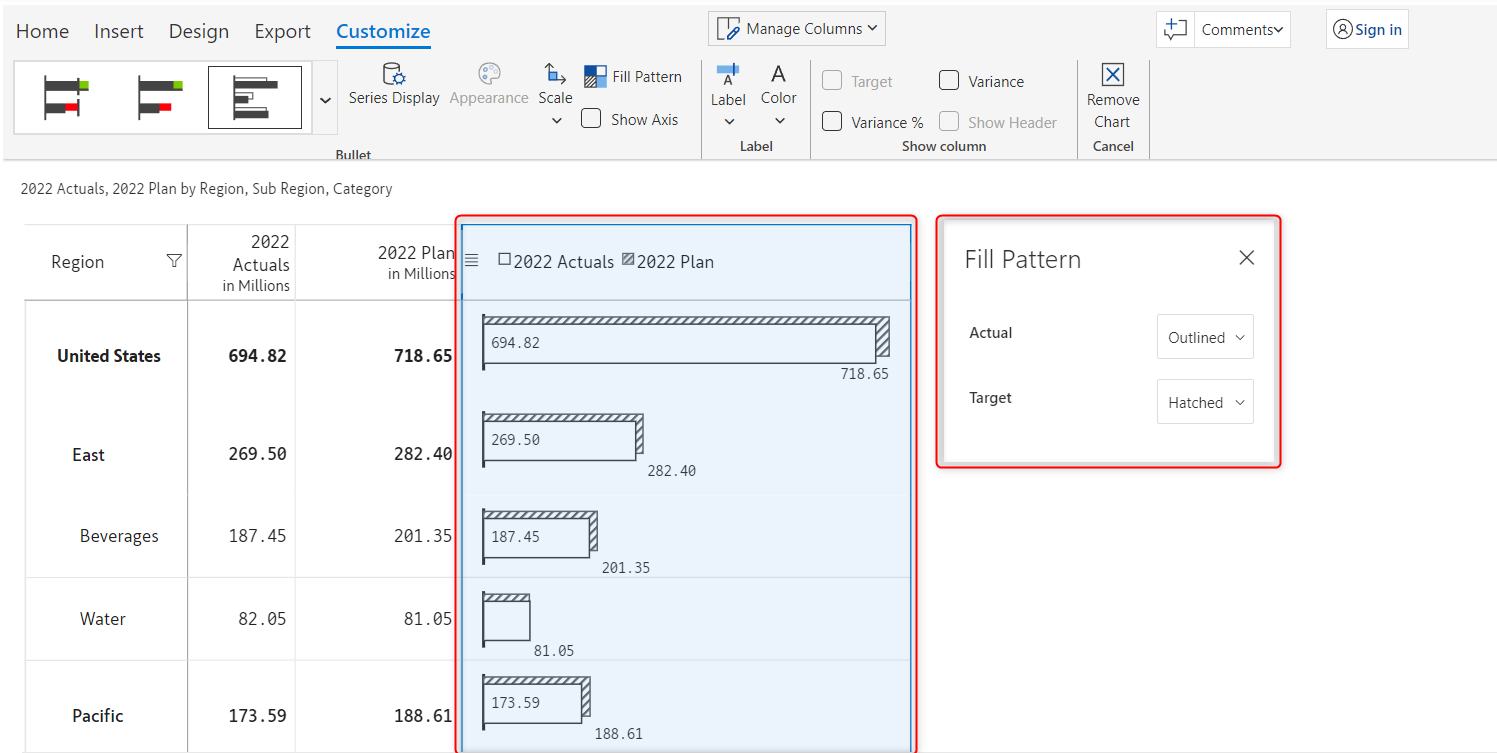 Home Insert Design Export Customize Manage Columns Comments Sign in
Series Display Appearance Scale Fill Pattern Show Axis
Bullet
Label Color
Label
Target Variance
Variance % Show Header
Show column
Remove Chart
Cancel
2022 Actuals, 2022 Plan by Region, Sub Region, Category
Region 2022 Actuals in Millions 2022 Plan in Millions 2022 Actuals 2022 Plan
United States 694.82 718.65 694.82 718.65
East 269.50 282.40 269.50 282.40
Beverages 187.45 201.35 187.45 201.35
Water 82.05 81.05 81.05
Pacific 173.59 188.61 173.59 188.61
Fill Pattern
Actual Outlined
Target Hatched